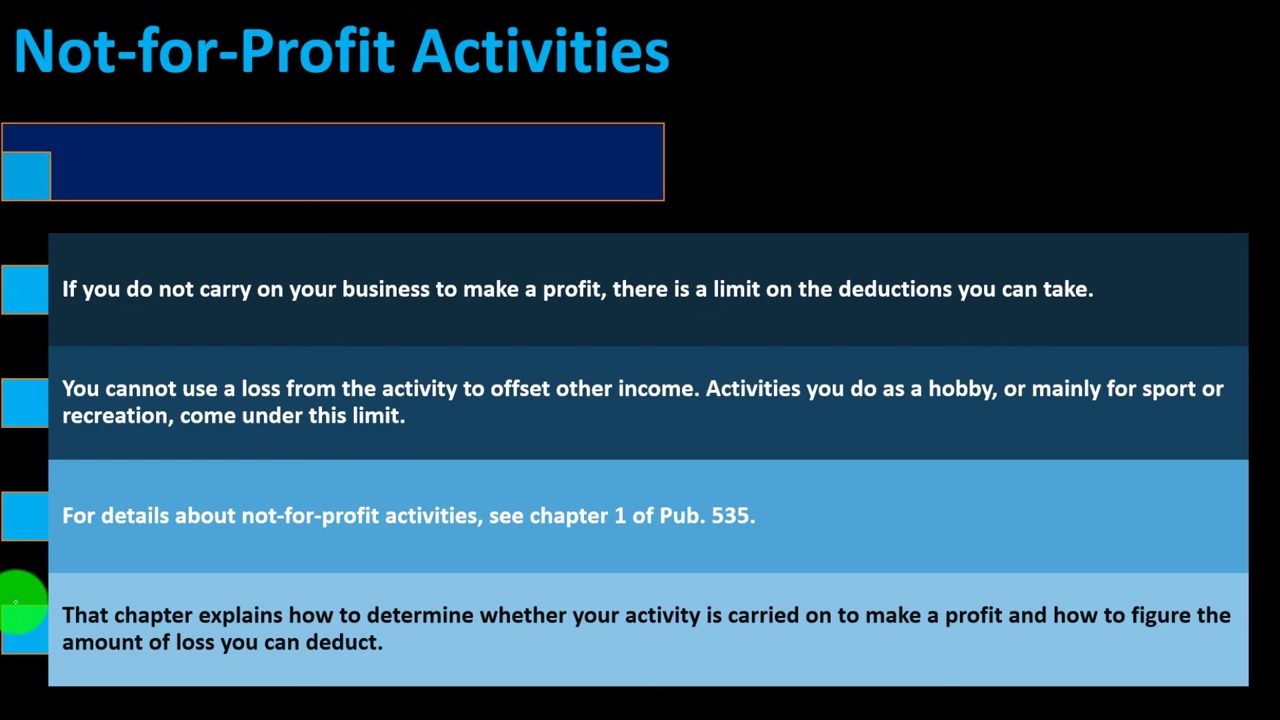 Not-for-Profit Activities
If you do not carry on your business to make a profit, there is a limit on the deductions you can take.
You cannot use a loss from the activity to offset other income. Activities you do as a hobby, or mainly for sport or
recreation, come under this limit.
For details about not-for-profit activities, see chapter 1 of Pub. 535.
That chapter explains how to determine whether your activity is carried on to make a profit and how to figure the
amount of loss you can deduct.